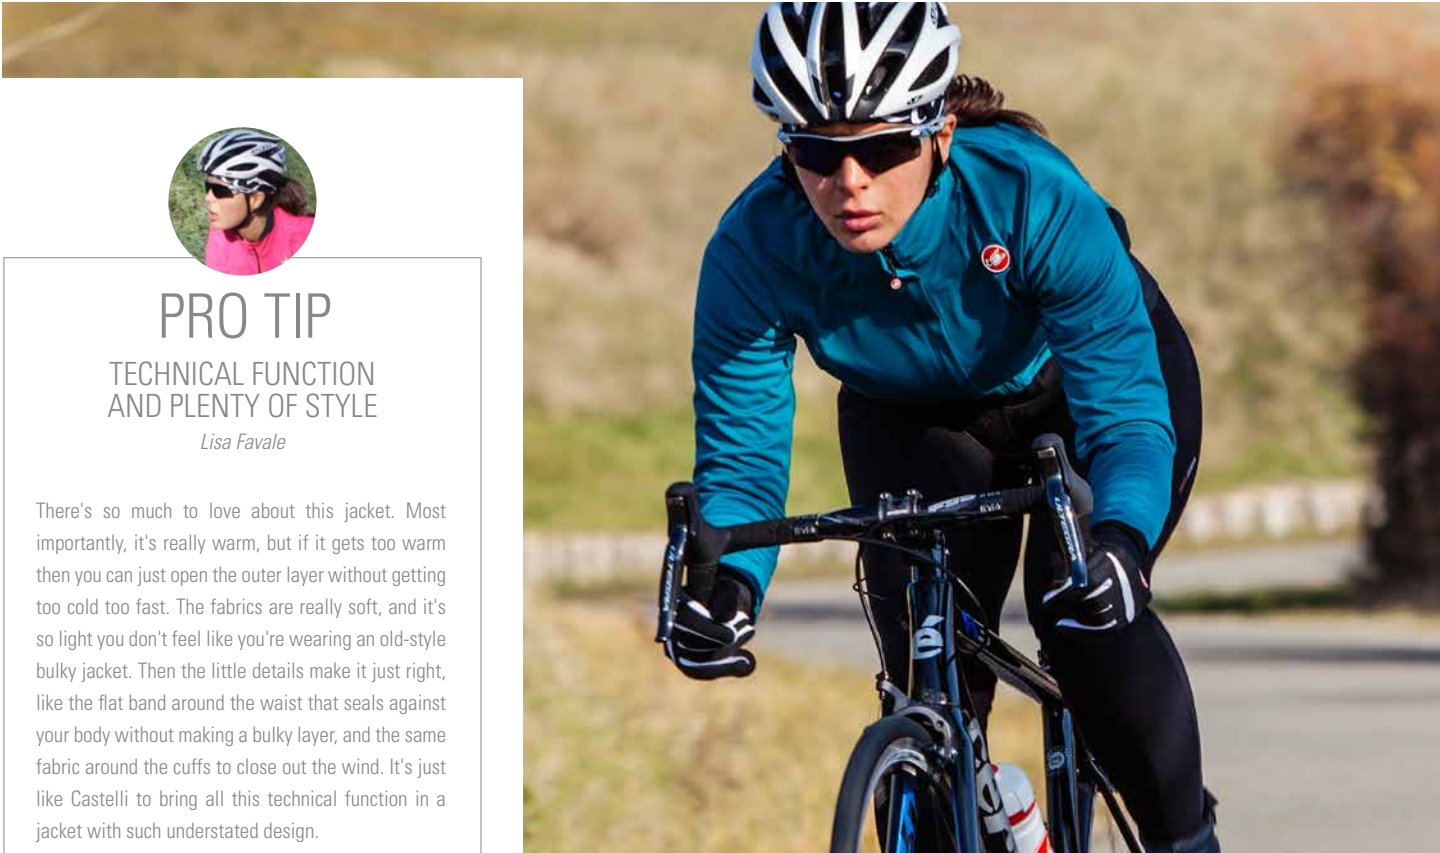 PRO TIP
TECHNICAL FUNCTION
AND PLENTY OF STYLE
Lisa Favale
There's so much to love about this jacket. Most
importantly, it's really warm, but if it gets too warm
then you can just open the outer layer without getting
too cold too fast. The fabrics are really soft, and it's
so light you don't feel like you're wearing an old-style
bulky jacket. Then the little details make it just right,
like the flat band around the waist that seals against
your body without making a bulky layer, and the same
fabric around the cuffs to close out the wind. It's just
like Castelli to bring all this technical function in a
jacket with such understated design.
ULTEGRA
ULTEGRA